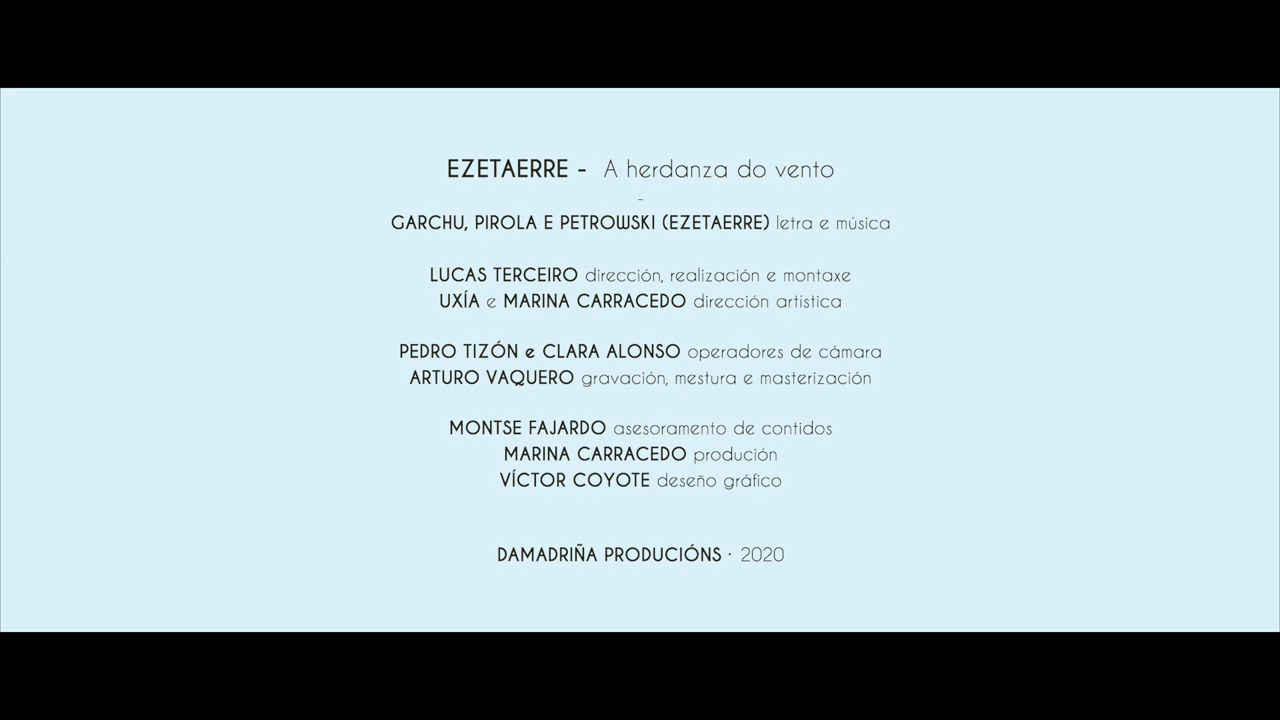 EZETAERRE - A herdanza do vento
-
GARCHU, PIROLA E PETROWSKI (EZETAERRE) letra e música
LUCAS TERCEIRO dirección, realización e montaxe
UXÍA e MARINA CARRACEDO dirección artística
PEDRO TIZÓN e CLARA ALONSO operadores de cámara
ARTURO VAQUERO gravación, mestura e masterización
MONTSE FAJARDO asesoramento de contidos
MARINA CARRACEDO produción
VÍCTOR COYOTE deseño gráfico
DAMADRIÑA PRODUCIÓNS · 2020